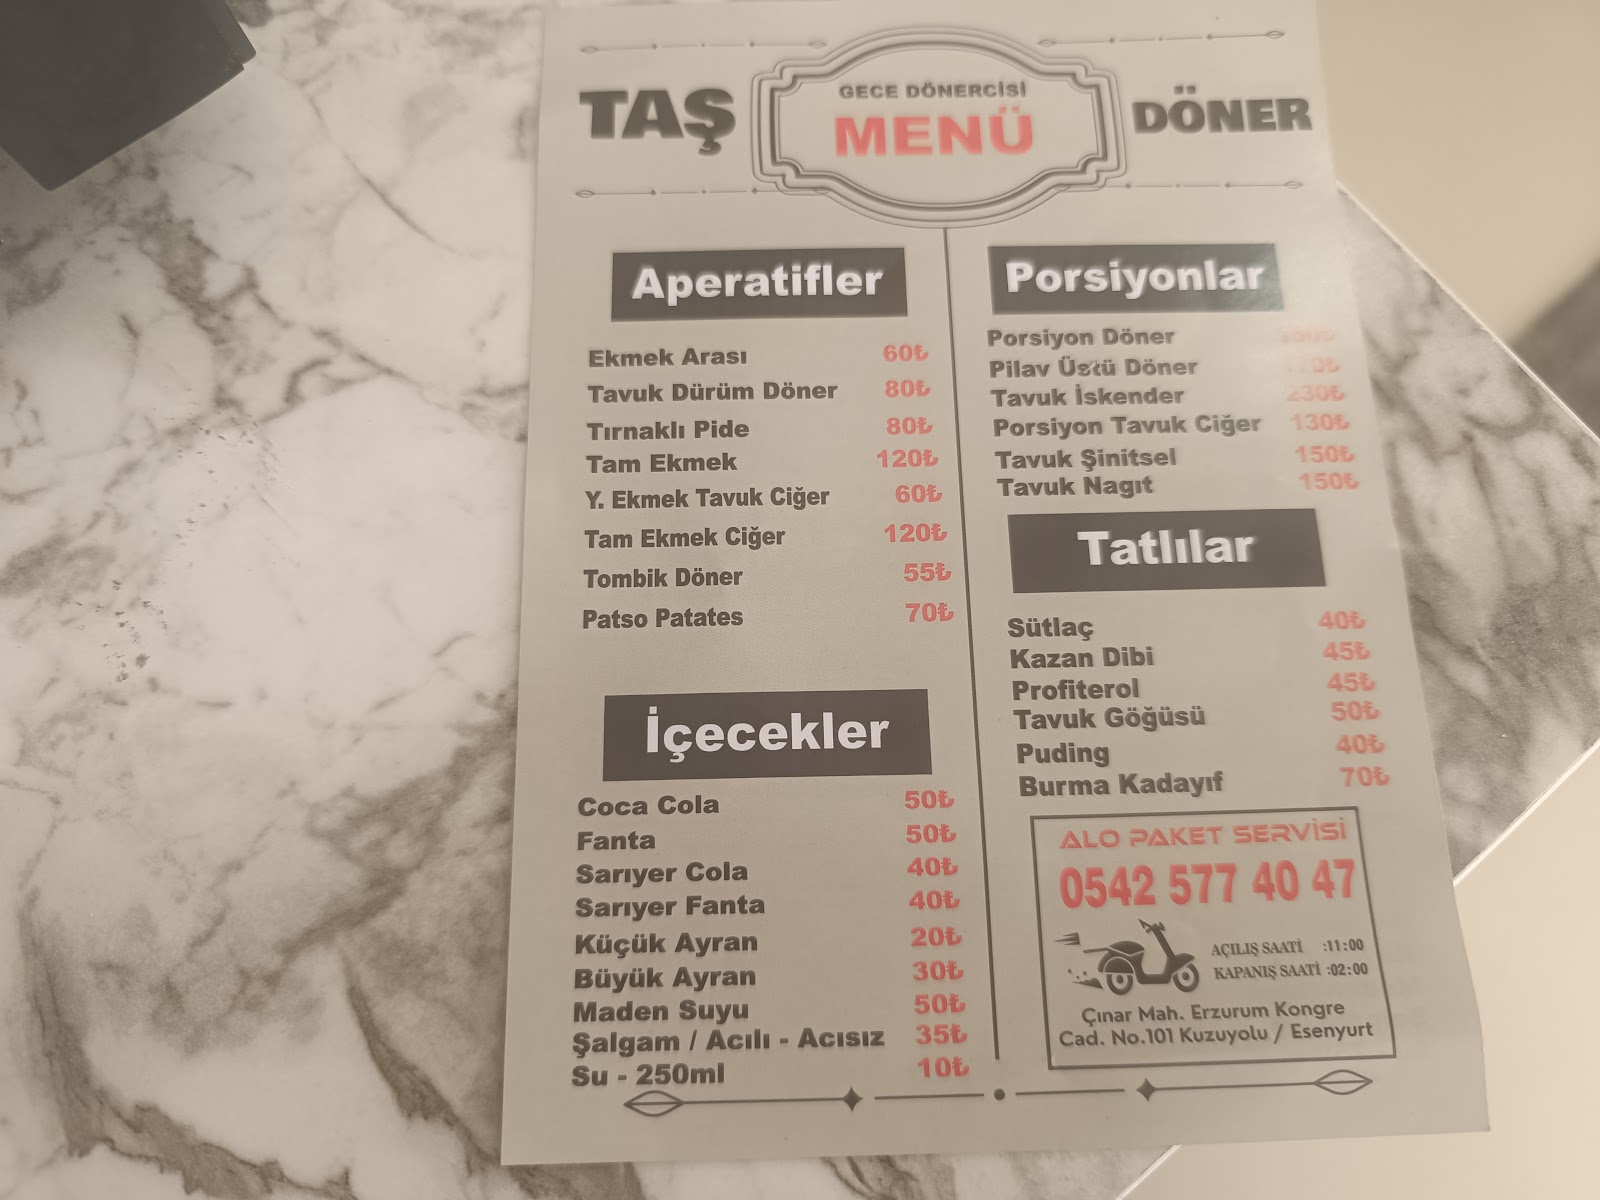 TAŞ
GECE DÖNERCİSİ
MENÜ
DÖNER
Aperatifler
Ekmek Arası 60₺
Tavuk Dürüm Döner 80₺
Tırnaklı Pide 80₺
Tam Ekmek 120₺
Y. Ekmek Tavuk Ciğer 60₺
Tam Ekmek Ciğer 120₺
Tombik Döner 55₺
Patso Patates 70₺
İçecekler
Coca Cola 50₺
Fanta 50₺
Sarıyer Cola 40₺
Sarıyer Fanta 40₺
Küçük Ayran 20₺
Büyük Ayran 30₺
Maden Suyu 50₺
Şalgam / Acılı - Acısız 35₺
Su - 250ml 10₺
Porsiyonlar
Porsiyon Döner
Pilav Üstü Döner
Tavuk İskender 230₺
Porsiyon Tavuk Ciğer 130₺
Tavuk Şinitsel 150₺
Tavuk Nagıt 150₺
Tatlılar
Sütlaç 40₺
Kazan Dibi 45₺
Profiterol 45₺
Tavuk Göğüsü 50₺
Puding 40₺
Burma Kadayıf 70₺
ALO PAKET SERVİSİ
0542 577 40 47
AÇILIŞ SAATİ :11:00
KAPANIŞ SAATİ :02:00
Çınar Mah. Erzurum Kongre
Cad. No.101 Kuzuyolu / Esenyurt